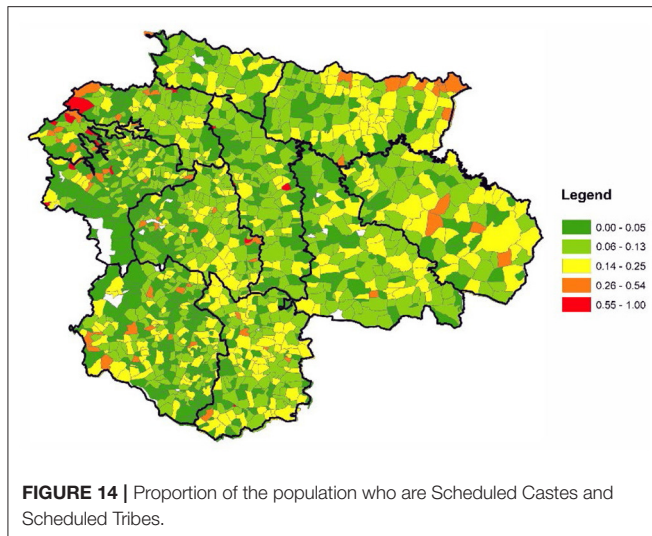 Legend
0.00 - 0.05
0.06 - 0.13
0.14 - 0.25
0.26 - 0.54
0.55 - 1.00
FIGURE 14 | Proportion of the population who are Scheduled Castes and
Scheduled Tribes.